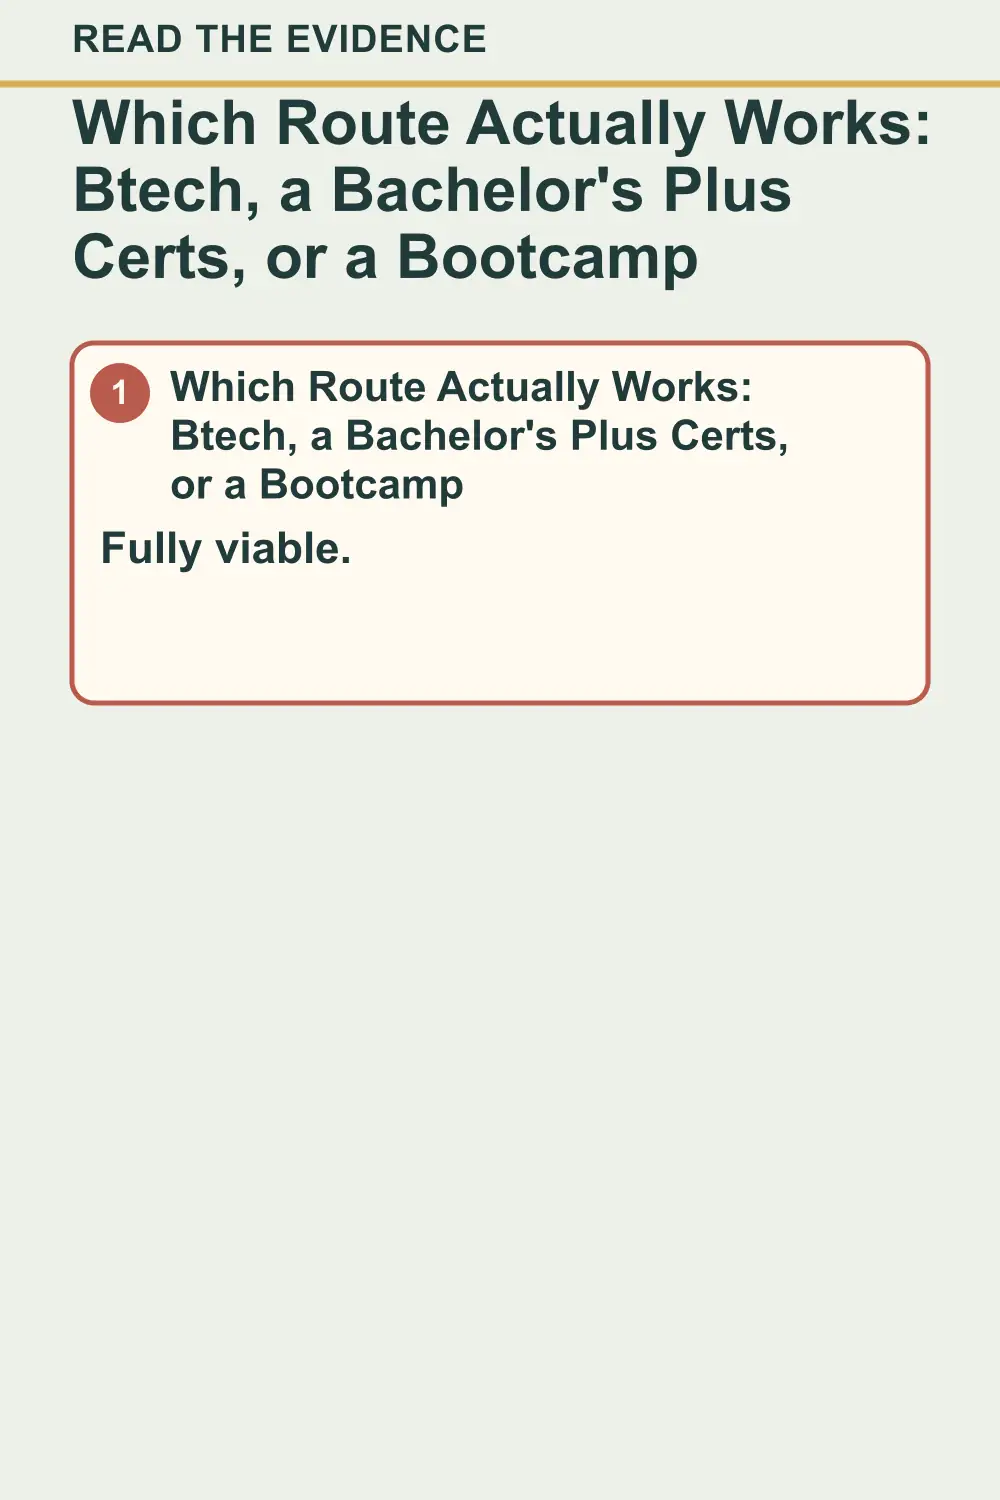 READ THE EVIDENCE
Which Route Actually Works:
Btech, a Bachelor's Plus
Certs, or a Bootcamp
1
Which Route Actually Works:
Btech, a Bachelor's Plus Certs,
or a Bootcamp
Fully viable.